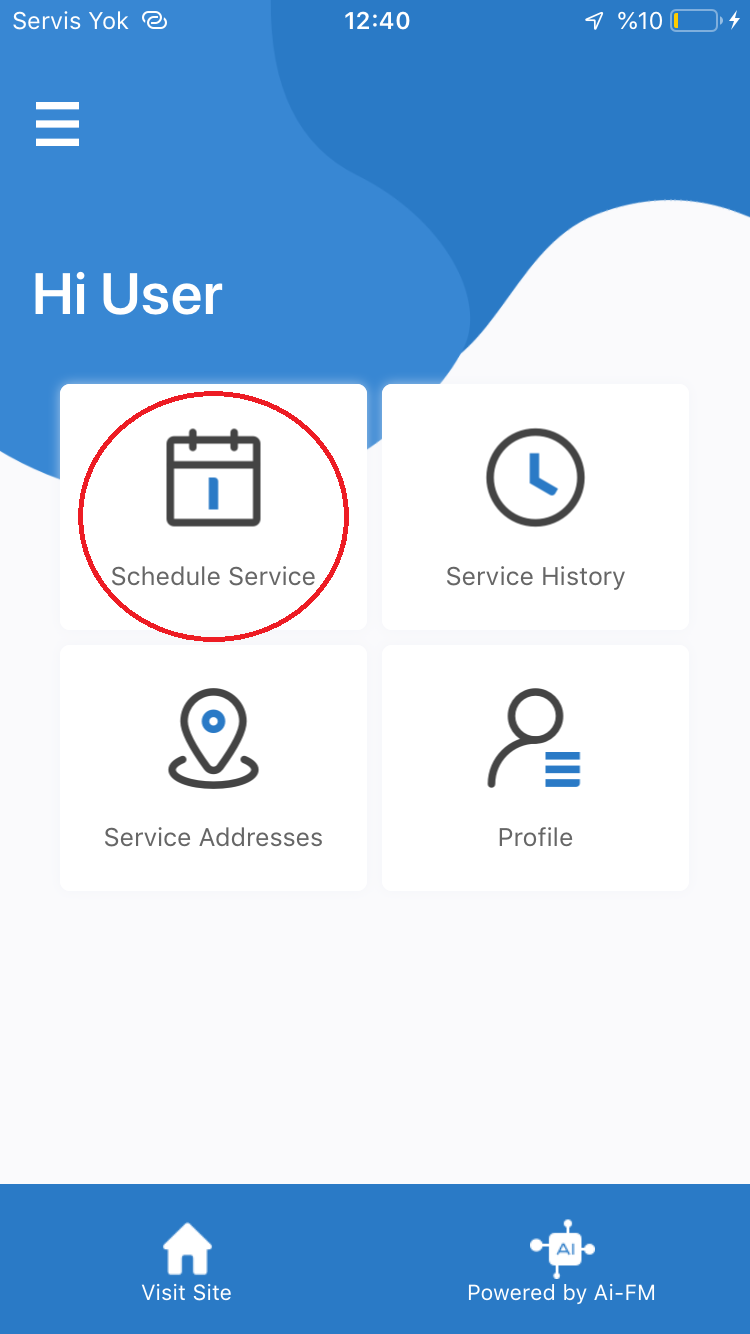 Servis Yok 12:40 %10
Hi User
Schedule Service Service History
Service Addresses Profile
AI
Visit Site Powered by Ai-FM